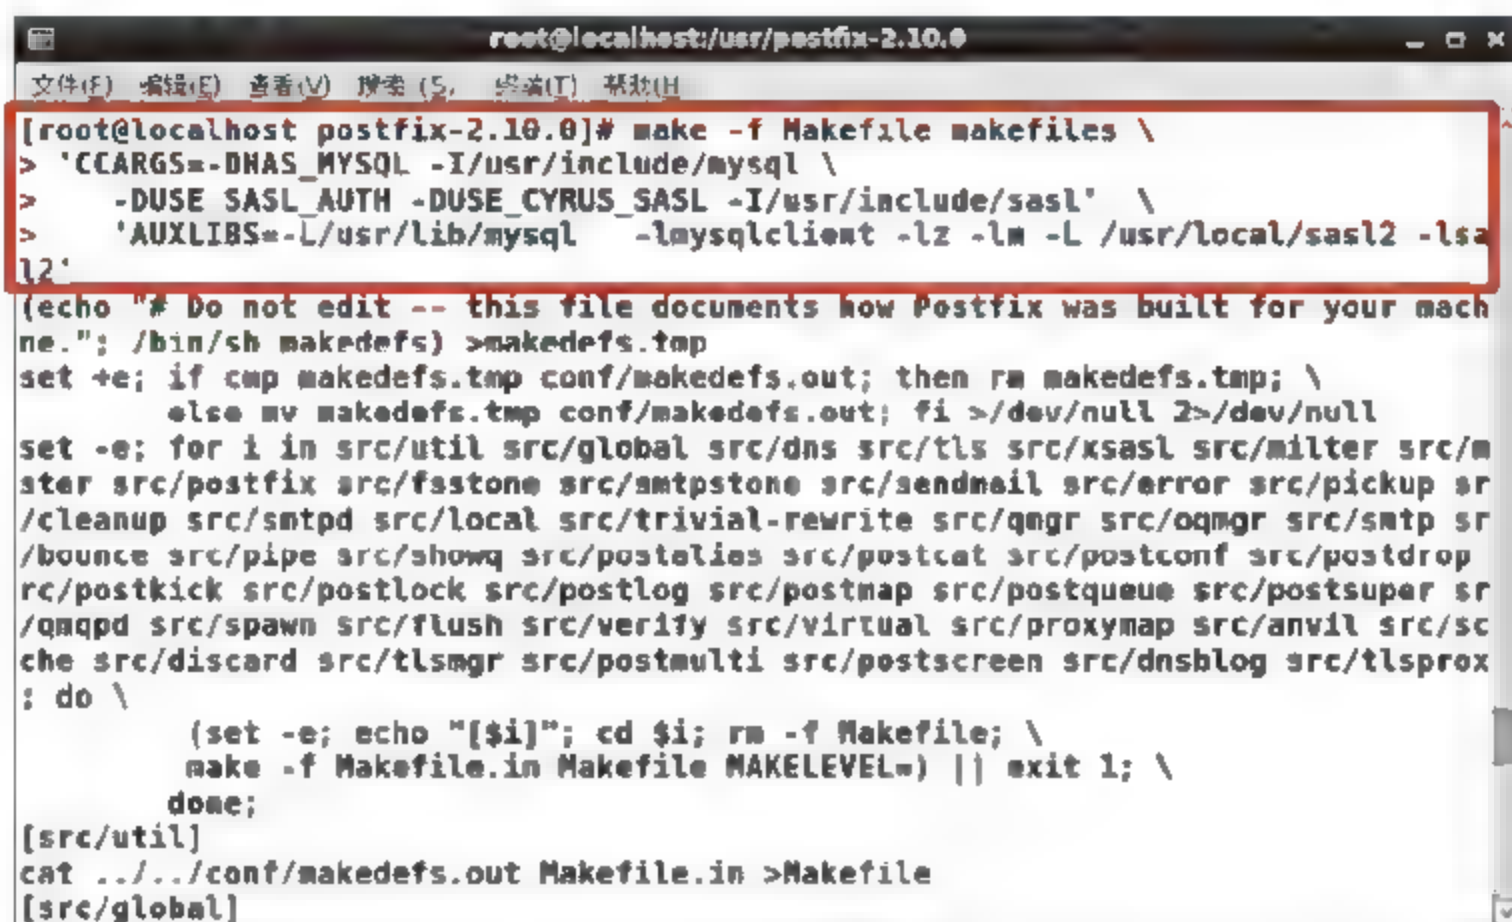 root@localhost:/usr/postfix-2.10.0
文件(F) 编辑(E) 查看(V) 搜索 (S) 终端(T) 帮助(H
[root@localhost postfix-2.10.0]# make -f Makefile makefiles \
> 'CCARGS=-DHAS_MYSQL -I/usr/include/mysql \
> -DUSE SASL_AUTH -DUSE_CYRUS_SASL -I/usr/include/sasl' \
> 'AUXLIBS=-L/usr/lib/mysql -lmysqlclient -lz -lm -L /usr/local/sasl2 -lsa
l2'
(echo "# Do not edit -- this file documents how Postfix was built for your mach
ne."; /bin/sh makedefs) >makedefs.tmp
set +e; if cmp makedefs.tmp conf/makedefs.out; then rm makedefs.tmp; \
else mv makedefs.tmp conf/makedefs.out; fi >/dev/null 2>/dev/null
set -e; for i in src/util src/global src/dns src/tls src/xsasl src/milter src/m
ster src/postfix src/fsstone src/smtpstone src/sendmail src/error src/pickup sr
/cleanup src/smtpd src/local src/trivial-rewrite src/qmgr src/oqmgr src/smtp sr
/bounce src/pipe src/showq src/postalias src/postcat src/postconf src/postdrop
rc/postkick src/postlock src/postlog src/postmap src/postqueue src/postsuper sr
/qmqpd src/spawn src/flush src/verify src/virtual src/proxymap src/anvil src/sc
che src/discard src/tlsmgr src/postmulti src/postscreen src/dnsblog src/tlsprox
; do \
(set -e; echo "[$i]"; cd $i; rm -f Makefile; \
make -f Makefile.in Makefile MAKELEVEL=) || exit 1; \
done;
[src/util]
cat ../../conf/makedefs.out Makefile.in >Makefile
[src/global]